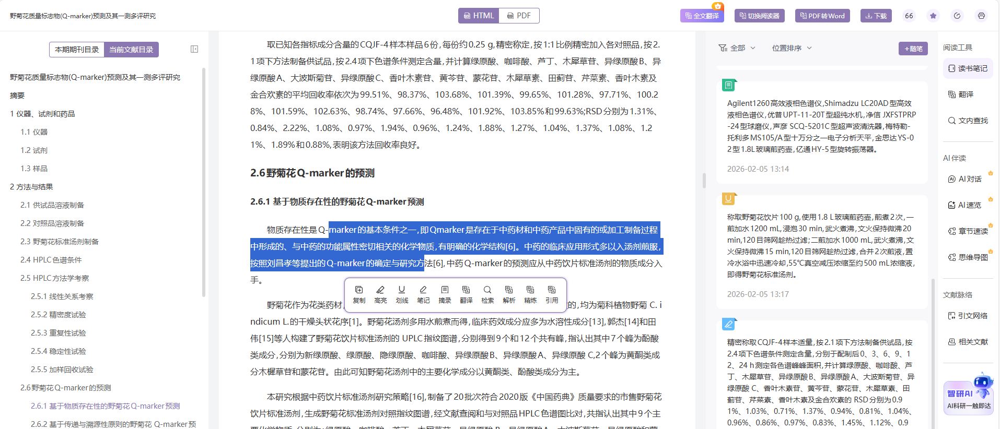 野菊花质量标志物(Q-marker)预测及其一测多评研究
HTML
PDF
全文翻译
切换阅读器
PDF转Word
下载
66
本期期刊目录
当前文献目录
野菊花质量标志物(Q-marker)预测及其一测多评研究
摘要
1 仪器、试剂和药品
1.1 仪器
1.2 试剂
1.3 样品
2 方法与结果
2.1 供试品溶液制备
2.2 对照品溶液制备
2.3 野菊花标准汤剂制备
2.4 HPLC色谱条件
2.5 HPLC方法学考察
2.5.1 线性关系考察
2.5.2 精密度试验
2.5.3 重复性试验
2.5.4 稳定性试验
2.5.5 加样回收试验
2.6野菊花Q-marker的预测
2.6.1 基于物质存在性的野菊花Q-marker预测
2.6.2 基于传递与溯源性原则的野菊花 Q-marker 预
取已知各指标成分含量的CQJF-4样本样品6份,每份约0.25 g,精密称定,按1:1比例精密加入各对照品,按2.
1项下方法制备供试品,按2.4项下色谱条件测定含量,并计算绿原酸、咖啡酸、芦丁、木犀草苷、异绿原酸B、异
绿原酸A、大波斯菊苷、异绿原酸C、香叶木素苷、黄芩苷、蒙花苷、木犀草素、田蓟苷、芹菜素、香叶木素及
金合欢素的平均回收率依次为99.51%、98.37%、103.68%、101.39%、99.65%、101.28%、97.71%、100.2
8%、101.59%、102.63%、98.74%、97.66%、96.48%、101.92%、103.85%和99.63%;RSD分别为1.31%、
0.84%、2.22%、1.08%、0.97%、1.94%、0.96%、1.24%、1.88%、1.27%、1.04%、1.37%、1.08%、1.2
1%、1.89%和0.88%,表明该方法回收率良好。
2.6野菊花Q-marker的预测
2.6.1 基于物质存在性的野菊花Q-marker预测
物质存在性是Q-marker的基本条件之一,即Qmarker是存在于中药材和中药产品中固有的或加工制备过程
中形成的、与中药的功能属性密切相关的化学物质,有明确的化学结构[6]。中药的临床应用形式多以入汤剂煎服,
按照刘昌孝等提出的Q-marker的确定与研究方法[6],中药Q-marker的预测应从中药饮片标准汤剂的物质成分入
手。
复制
高亮
划线
笔记
摘录
翻译
检索
解析
精炼
引用
野菊花作为花类药材,
的,均为菊科植物野菊 C. i
ndicum L.的干燥头状花序[1]。野菊花汤剂多用水煎煮而得,临床药效成分应多为水溶性成分[13],郭杰[14]和田
伟[15]等人构建了野菊花饮片标准汤剂的 UPLC指纹图谱,分别得到9个和12个共有峰,指认出其中7个峰为酚酸
类成分,分别为新绿原酸、绿原酸、隐绿原酸、咖啡酸、异绿原酸B、异绿原酸A、异绿原酸 C,2个峰为黄酮类成
分木樨草苷和蒙花苷。由此可知野菊花汤剂中的主要化学成分以黄酮类、酚酸类成分为主。
本研究根据中药饮片标准汤剂研究策略[16],制备了20批次符合2020版《中国药典》质量要求的市售野菊花
饮片标准汤剂,生成野菊花标准汤剂对照指纹图谱,经文献查阅和与对照品HPLC色谱图比对,共指认出其中9个主
全部
位置排序
+随笔
Agilent1260高效液相色谱仪,Shimadzu LC20AD型高效
液相色谱仪,优普UPT-11-20T型超纯水机,净信 JXFSTPRP
-24型球磨仪,声彦 SCQ-5201C型超声波清洗器,梅特勒-
托利多MS105/A型十万分之一电子分析天平,金思达YS-0
2型1.8L玻璃煎药壶,亿通HY-5型旋转振荡器。
2026-02-05 13:14
称取野菊花饮片100 g,使用1.8 L玻璃煎药壶,煎煮2次,一
煎加水1200 mL,浸泡30 min,武火煮沸,文火保持微沸20
min,120目筛网趁热过滤;二煎加水1000 mL,武火煮沸,文
火保持微沸15 min,120目筛网趁热过滤,合并2次煎液,置
冷水浴中迅速冷却,55℃真空减压浓缩至约500 mL浓缩液,
即得野菊花标准汤剂。
2026-02-05 13:17
精密称取CQJF-4样本适量,按2.1项下方法制备供试品,按
2.4项下色谱条件测定含量,分别于配制后0、3、6、9、1
2、24 h测定各色谱峰峰面积,并计算绿原酸、咖啡酸、芦
丁、木犀草苷、异绿原酸B、异绿原酸A、大波斯菊苷、异
绿原酸 C、香叶木素苷、黄芩苷、蒙花苷、木犀草素、田
蓟苷、芹菜素、香叶木素及金合欢素的 RSD分别为0.9
1%、1.03%、0.71%、1.37%、0.94%、0.81%、1.04%、
0.96%、0.86%、0.97%、0.83%、1.45%、1.12%、0.9
阅读工具
读书笔记
翻译
文内查找
AI伴读
AI对话
AI速览
章节速读
思维导图
文献脉络
引文网络
相关文献
智研AI
AI科研一触即达